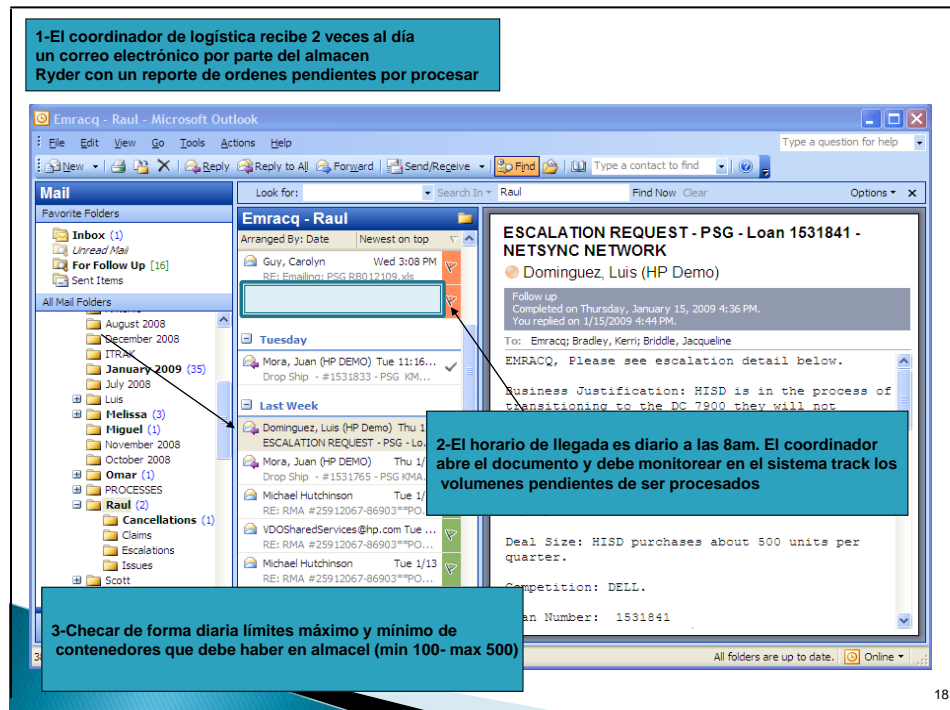 1-El coordinador de logística recibe 2 veces al día
un correo electrónico por parte del almacen
Ryder con un reporte de ordenes pendientes por procesar
Emracq - Raul - Microsoft Outlook
File Edit View Go Tools Actions Help
Type a question for help
New Reply Reply to All Forward Send/Receive Find Type a contact to find
Mail
Look for: Search In Raul Find Now Clear Options
Favorite Folders
Inbox (1)
Unread Mail
For Follow Up [16]
Sent Items
All Mail Folders
August 2008
December 2008
ITRAK
January 2009 (35)
July 2008
Luis
Melissa (3)
Miguel (1)
November 2008
October 2008
Omar (1)
PROCESSES
Raul (2)
Cancellations (1)
Claims
Escalations
Issues
Scott
Emracq - Raul
Arranged By: Date Newest on top
Guy, Carolyn Wed 3:08 PM
RE: Emailing: PSG RB012109.xls
Tuesday
Mora, Juan (HP DEMO) Tue 11:16...
Drop Ship - #1531833 - PSG KM...
Last Week
Dominguez, Luis (HP Demo) Thu 1
ESCALATION REQUEST - PSG - Lo
Mora, Juan (HP DEMO) Thu 1/
Drop Ship - #1531765 - PSG KMA
Michael Hutchinson Tue 1/
RE: RMA #25912067-86903**PO...
VDOSharedServices@hp.com Tue ...
RE: RMA #25912067-86903**PO...
Michael Hutchinson Tue 1/13
RE: RMA #25912067-86903**PO...
ESCALATION REQUEST - PSG - Loan 1531841 -
NETSYNC NETWORK
Dominguez, Luis (HP Demo)
Follow up
Completed on Thursday, January 15, 2009 4:36 PM.
You replied on 1/15/2009 4:44 PM.
To: Emracq; Bradley, Kerri; Briddle, Jacqueline
EMRACQ, Please see escalation detail below.
Business Justification: HISD is in the process of
transitioning to the DC 7900 they will not
2-El horario de llegada es diario a las 8am. El coordinador
abre el documento y debe monitorear en el sistema track los
volumenes pendientes de ser procesados
Deal Size: HISD purchases about 500 units per
quarter.
Competition: DELL.
an Number: 1531841
3-Checar de forma diaria límites máximo y mínimo de
contenedores que debe haber en almacel (min 100- max 500)
All folders are up to date. Online
18